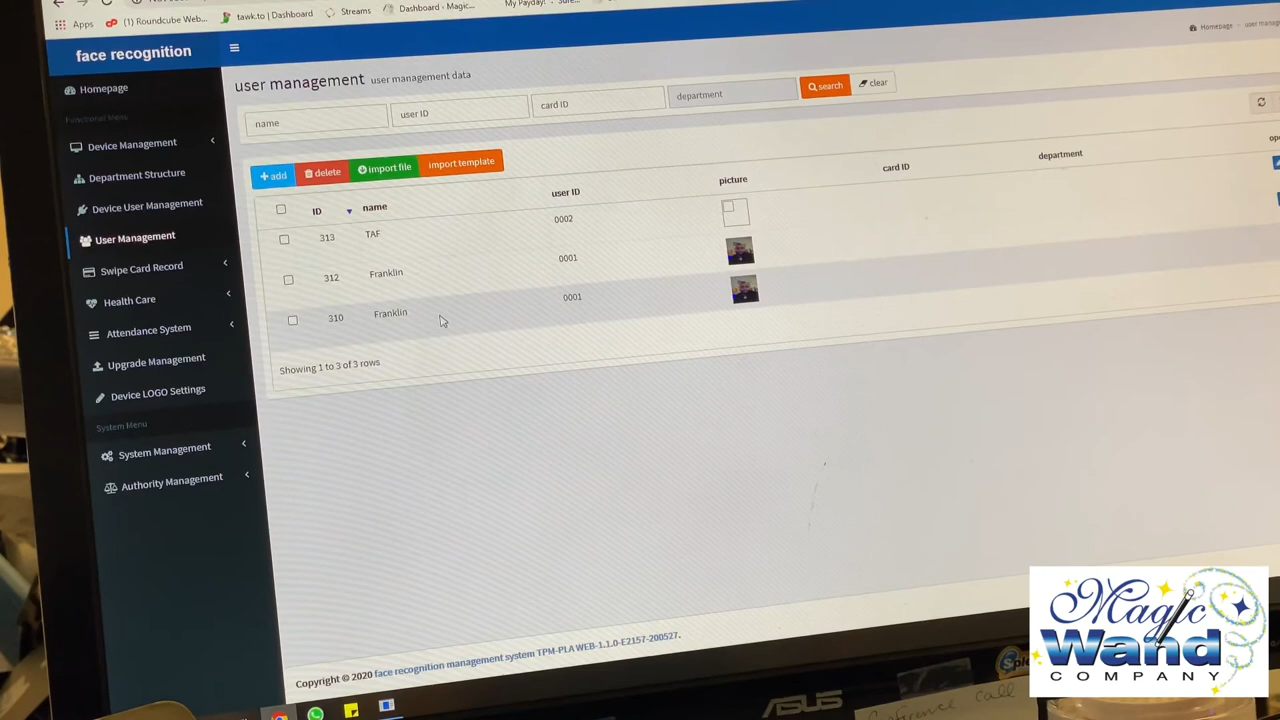 Apps
(1) Roundcube Web...
tawk.to | Dashboard
Streams
Dashboard - Magic...
My Payday!
face recognition
Homepage
user manag
Homepage
Functional Menu
Device Management
Department Structure
Device User Management
User Management
Swipe Card Record
Health Care
Attendance System
Upgrade Management
Device LOGO Settings
System Menu
System Management
Authority Management
user management user management data
name
user ID
card ID
department
search
clear
+ add
delete
import file
import template
ID
name
user ID
picture
card ID
department
ope
313
TAF
0002
312
Franklin
0001
310
Franklin
0001
Showing 1 to 3 of 3 rows
Copyright © 2020 face recognition management system TPM-PLA WEB-1.1.0-E2157-200527.
ASUS
Conference call
Magic
Wand
COMPANY